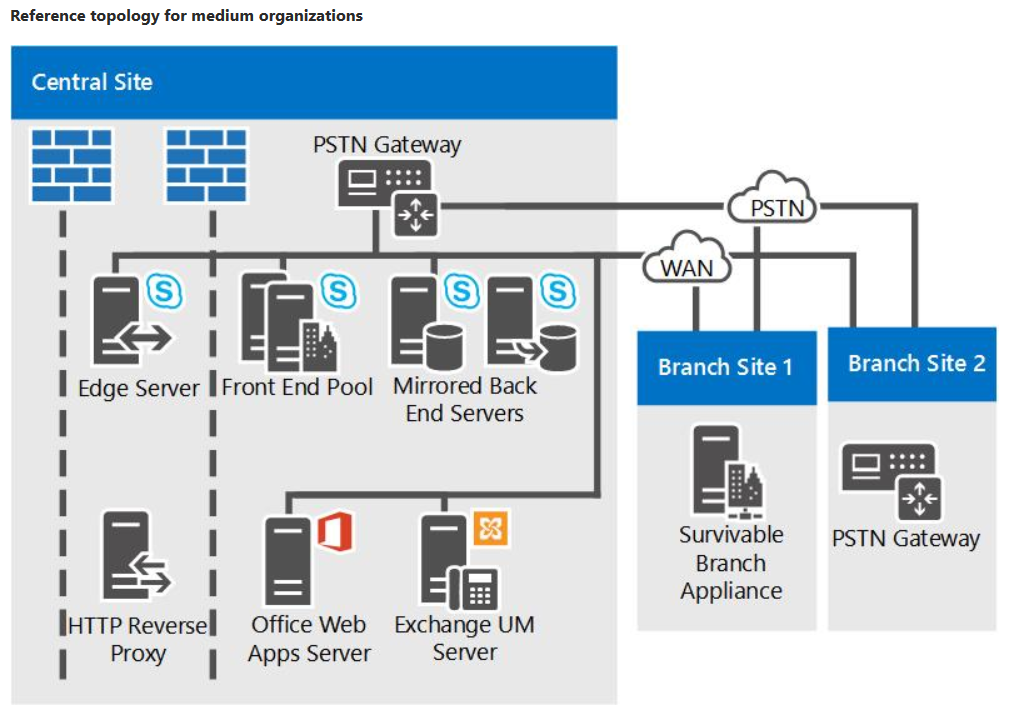 Reference topology for medium organizations
Central Site
PSTN Gateway
PSTN
WAN
Edge Server
Front End Pool
Mirrored Back
End Servers
Branch Site 1
Branch Site 2
Survivable
Branch
Appliance
PSTN Gateway
HTTP Reverse
Proxy
Office Web
Apps Server
Exchange UM
Server